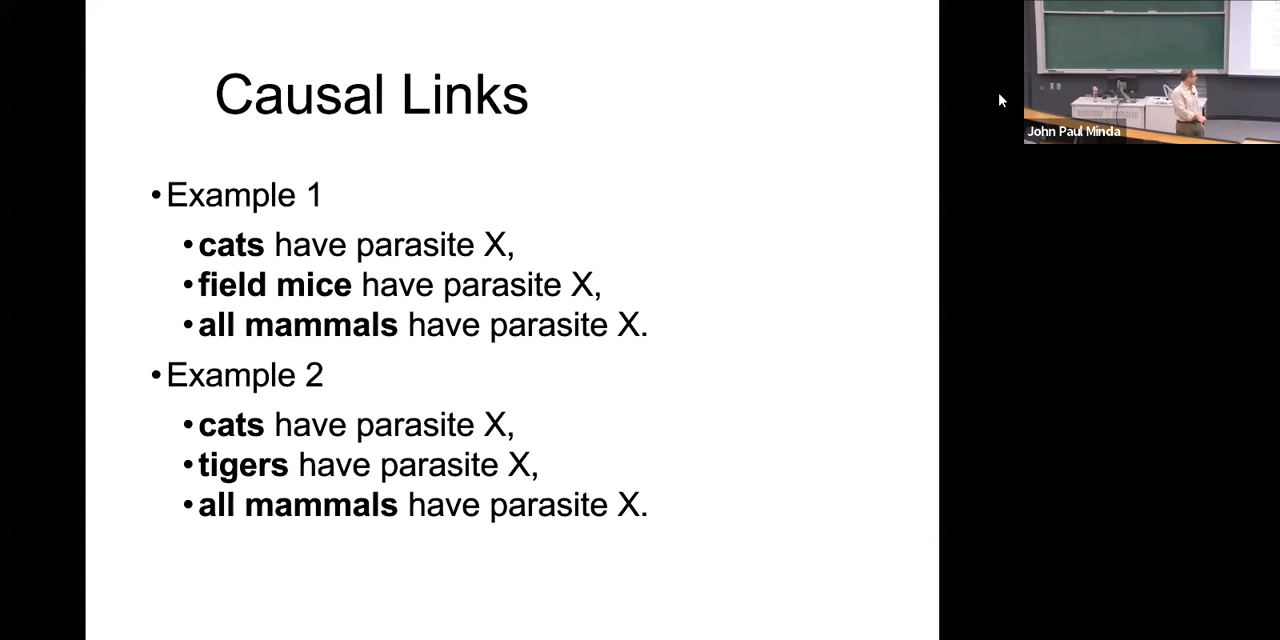 Causal Links
• Example 1
• cats have parasite X,
• field mice have parasite X,
• all mammals have parasite X.
• Example 2
• cats have parasite X,
• tigers have parasite X,
• all mammals have parasite X.
John Paul Minda